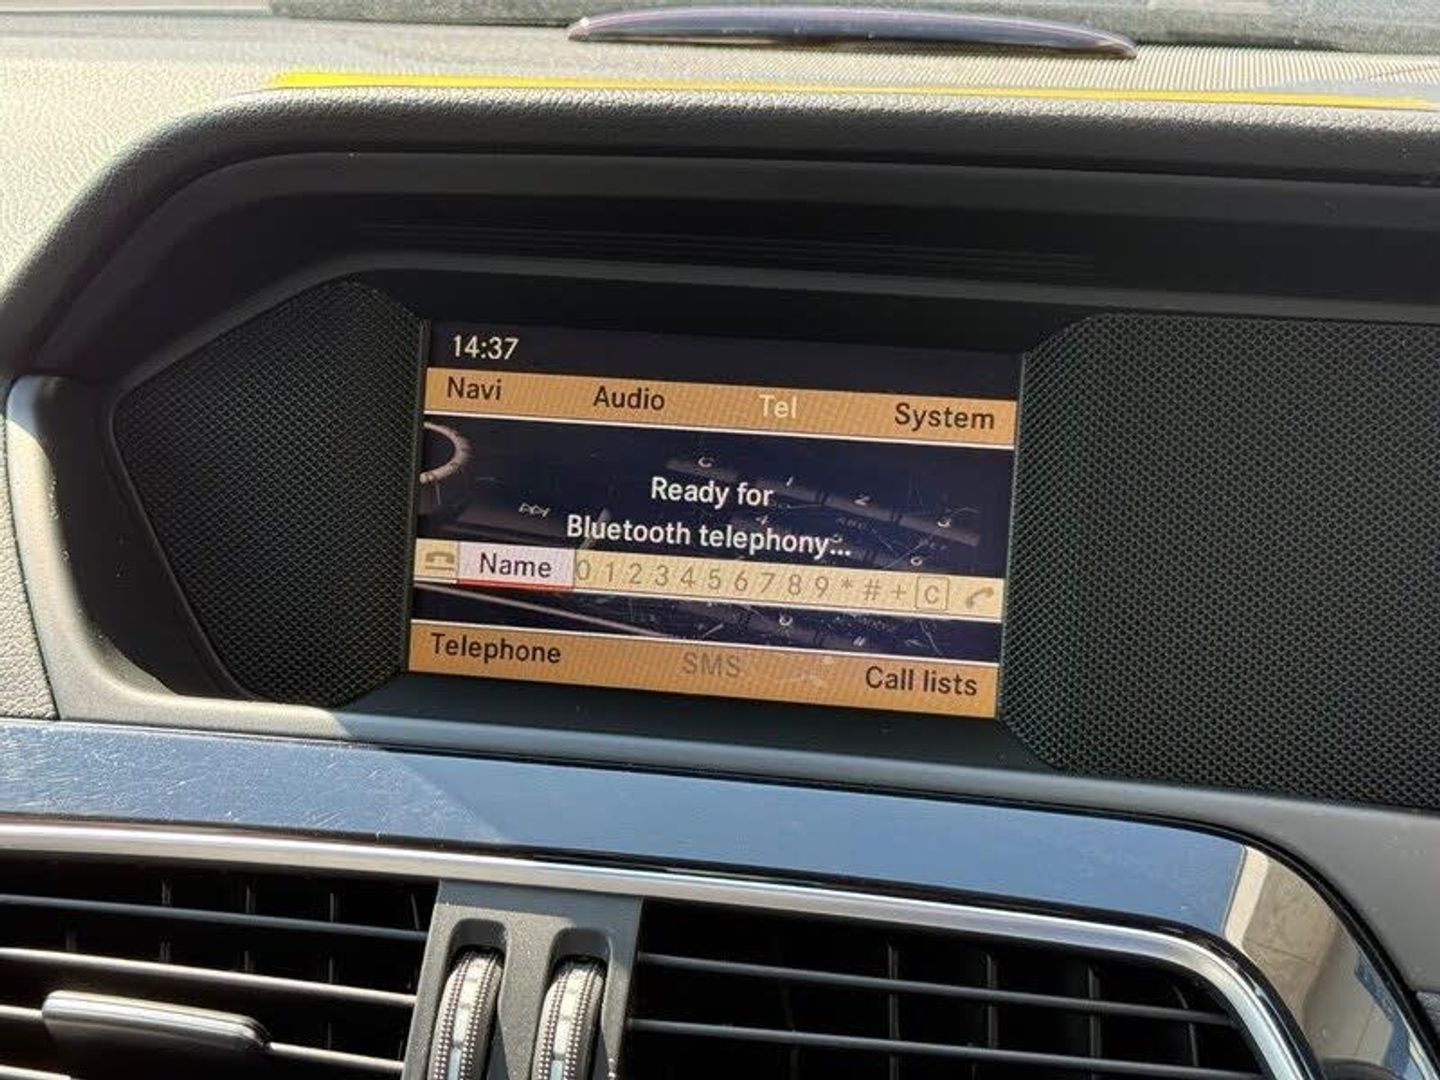 14:37
Navi Audio Tel System
Ready for
Bluetooth telephony...
Name 0 1 2 3 4 5 6 7 8 9 * # + C
Telephone SMS Call lists